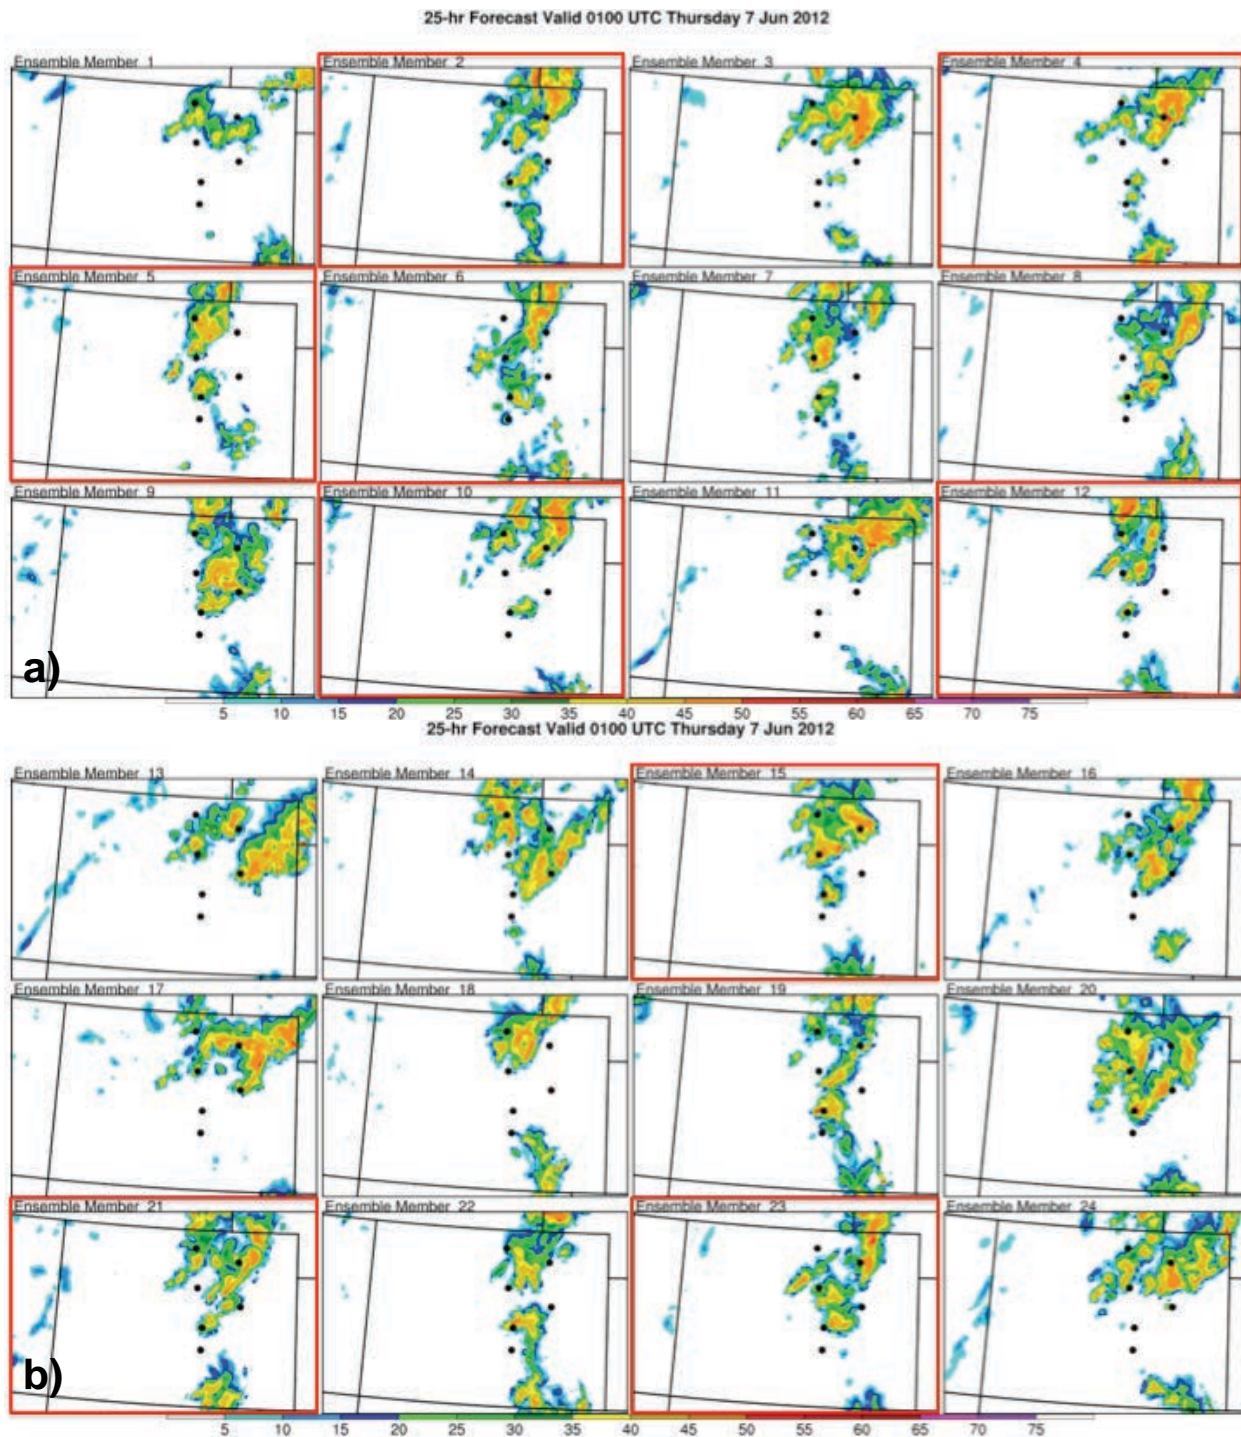 25-hr Forecast Valid 0100 UTC Thursday 7 Jun 2012
Ensemble Member 1
Ensemble Member 2
Ensemble Member 3
Ensemble Member 4
Ensemble Member 5
Ensemble Member 6
Ensemble Member 7
Ensemble Member 8
Ensemble Member 9
Ensemble Member 10
Ensemble Member 11
Ensemble Member 12
a)
5 10 15 20 25 30 35 40 45 50 55 60 65 70 75
25-hr Forecast Valid 0100 UTC Thursday 7 Jun 2012
Ensemble Member 13
Ensemble Member 14
Ensemble Member 15
Ensemble Member 16
Ensemble Member 17
Ensemble Member 18
Ensemble Member 19
Ensemble Member 20
Ensemble Member 21
Ensemble Member 22
Ensemble Member 23
Ensemble Member 24
b)
5 10 15 20 25 30 35 40 45 50 55 60 65 70 75